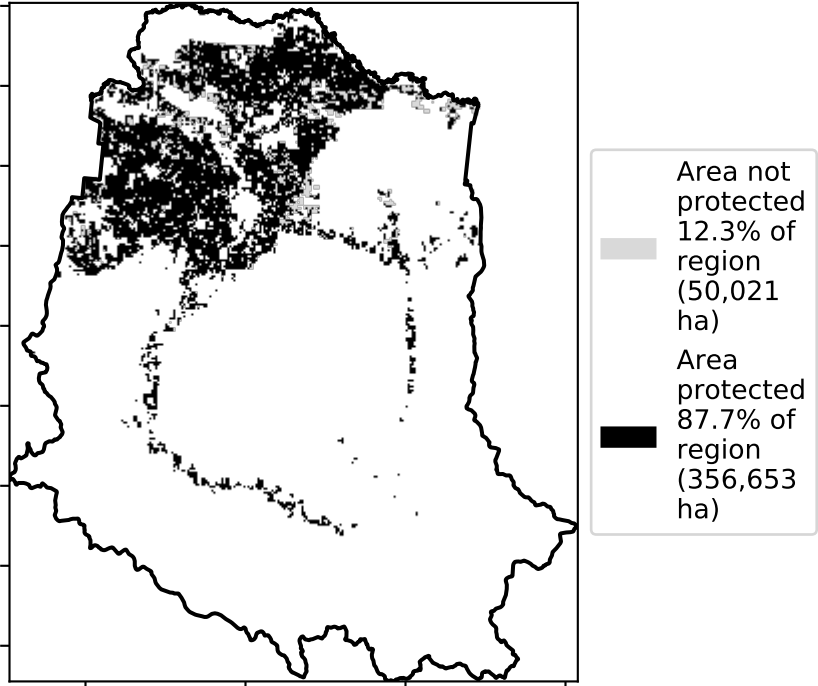 Area not
protected
12.3% of
region
(50,021
ha)
Area
protected
87.7% of
region
(356,653
ha)